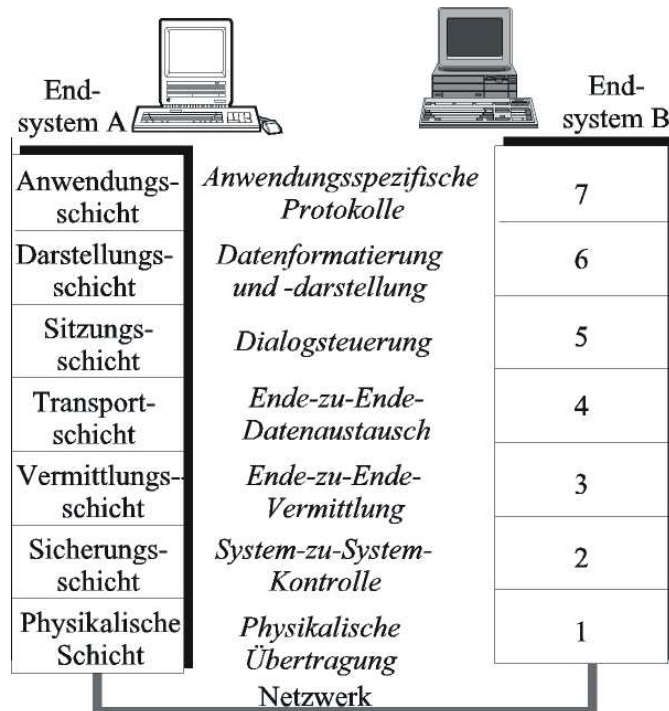 End-
system A
End-
system B
Anwendungs-
schicht
Anwendungsspezifische
Protokolle
7
Darstellungs-
schicht
Datenformatierung
und -darstellung
6
Sitzungs-
schicht
Dialogsteuerung
5
Transport-
schicht
Ende-zu-Ende-
Datenaustausch
4
Vermittlungs-
schicht
Ende-zu-Ende-
Vermittlung
3
Sicherungs-
schicht
System-zu-System-
Kontrolle
2
Physikalische
Schicht
Physikalische
Übertragung
1
Netzwerk